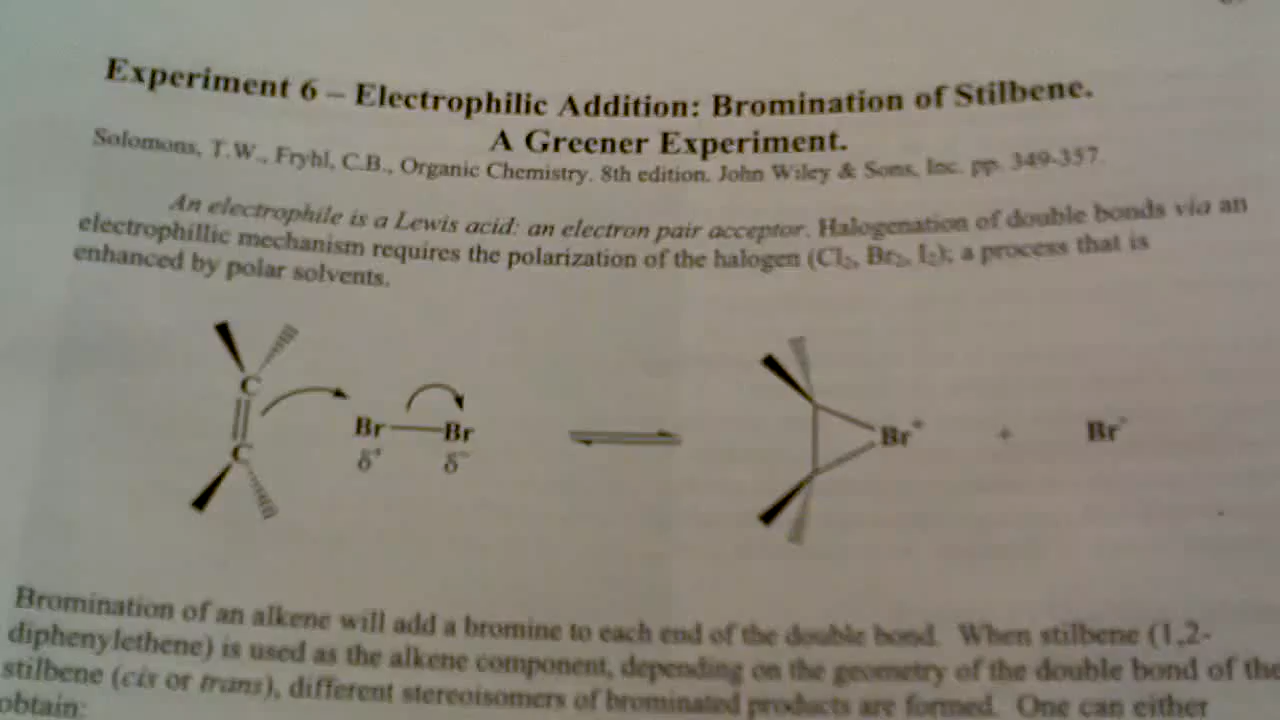 Experiment 6 – Electrophilic Addition: Bromination of Stilbene.
A Greener Experiment.
Solomons, T.W., Fryhl, C.B., Organic Chemistry. 8th edition. John Wiley & Sons, Inc. pp. 349-357.
An electrophile is a Lewis acid: an electron pair acceptor. Halogenation of double bonds via an
electrophillic mechanism requires the polarization of the halogen (Cl₂, Br₂, I₂); a process that is
enhanced by polar solvents.
C
C
Br Br
δ⁺ δ⁻
Br⁺ + Br⁻
Bromination of an alkene will add a bromine to each end of the double bond. When stilbene (1,2-
diphenylethene) is used as the alkene component, depending on the geometry of the double bond of the
stilbene (cis or trans), different stereoisomers of brominated products are formed. One can either
obtain: